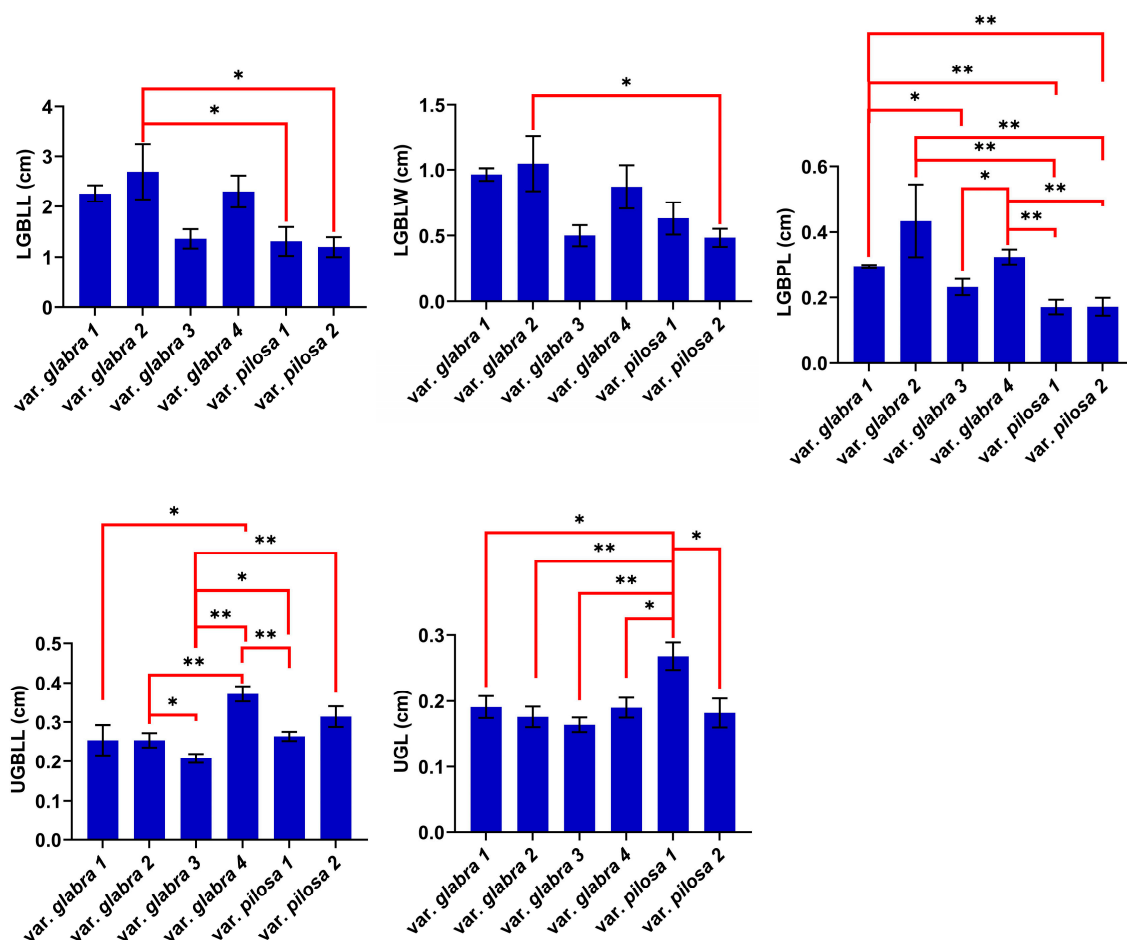 *
*
4
3
2
1
0
LGBLL (cm)
var. glabra 1
var. glabra 2
var. glabra 3
var. glabra 4
var. pilosa 1
var. pilosa 2
*
1.5
1.0
0.5
0.0
LGBLW (cm)
var. glabra 1
var. glabra 2
var. glabra 3
var. glabra 4
var. pilosa 1
var. pilosa 2
**
**
*
**
**
*
**
**
0.6
0.4
0.2
0.0
LGBPL (cm)
var. glabra 1
var. glabra 2
var. glabra 3
var. glabra 4
var. pilosa 1
var. pilosa 2
*
**
*
**
**
**
*
0.5
0.4
0.3
0.2
0.1
0.0
UGBLL (cm)
var. glabra 1
var. glabra 2
var. glabra 3
var. glabra 4
var. pilosa 1
var. pilosa 2
*
*
**
**
*
0.3
0.2
0.1
0.0
UGL (cm)
var. glabra 1
var. glabra 2
var. glabra 3
var. glabra 4
var. pilosa 1
var. pilosa 2